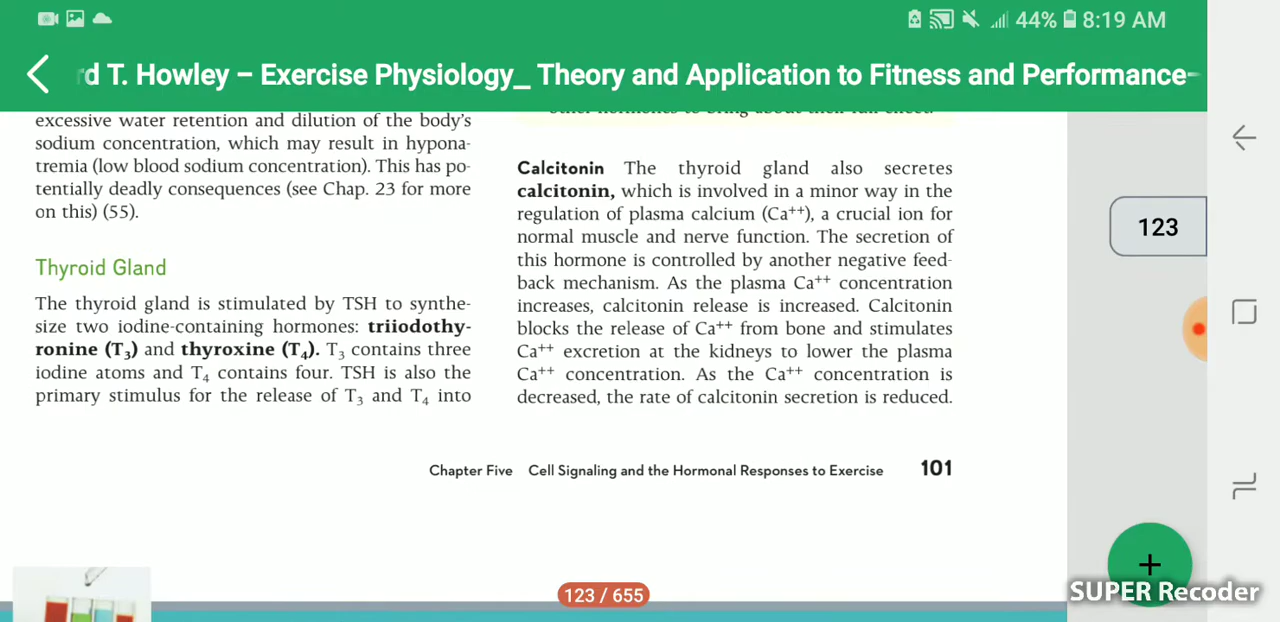 44% 8:19 AM
d T. Howley – Exercise Physiology_ Theory and Application to Fitness and Performance-
excessive water retention and dilution of the body's
sodium concentration, which may result in hypona-
tremia (low blood sodium concentration). This has po-
tentially deadly consequences (see Chap. 23 for more
on this) (55).
Thyroid Gland
The thyroid gland is stimulated by TSH to synthe-
size two iodine-containing hormones: triiodothy-
ronine (T3) and thyroxine (T4). T3 contains three
iodine atoms and T4 contains four. TSH is also the
primary stimulus for the release of T3 and T4 into
other hormones to bring about their full effect.
Calcitonin The thyroid gland also secretes
calcitonin, which is involved in a minor way in the
regulation of plasma calcium (Ca++), a crucial ion for
normal muscle and nerve function. The secretion of
this hormone is controlled by another negative feed-
back mechanism. As the plasma Ca++ concentration
increases, calcitonin release is increased. Calcitonin
blocks the release of Ca++ from bone and stimulates
Ca++ excretion at the kidneys to lower the plasma
Ca++ concentration. As the Ca++ concentration is
decreased, the rate of calcitonin secretion is reduced.
Chapter Five Cell Signaling and the Hormonal Responses to Exercise 101
123
123 / 655
+
SUPER Recoder